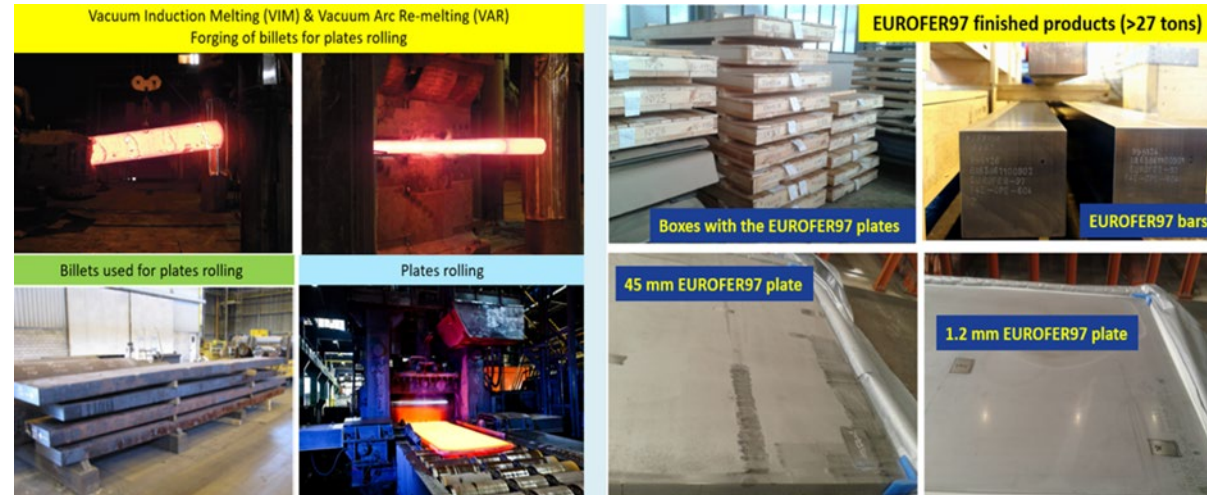 Vacuum Induction Melting (VIM) & Vacuum Arc Re-melting (VAR)
Forging of billets for plates rolling
Billets used for plates rolling
Plates rolling
EUROFER97 finished products (>27 tons)
Boxes with the EUROFER97 plates
EUROFER97 bars
45 mm EUROFER97 plate
1.2 mm EUROFER97 plate